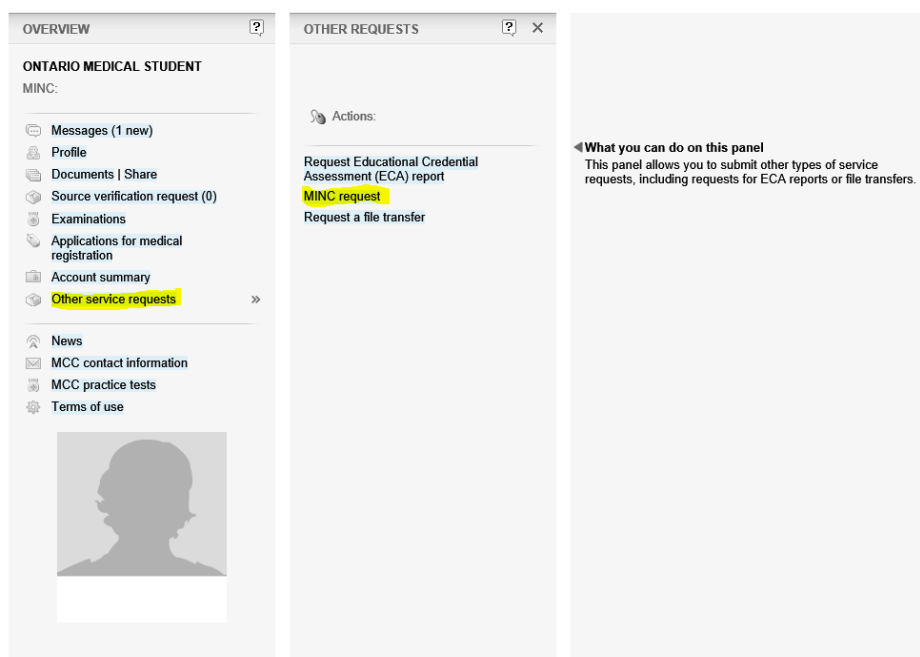 OVERVIEW
?
ONTARIO MEDICAL STUDENT
MINC:
Messages (1 new)
Profile
Documents | Share
Source verification request (0)
Examinations
Applications for medical
registration
Account summary
Other service requests »
News
MCC contact information
MCC practice tests
Terms of use
OTHER REQUESTS
?
Actions:
Request Educational Credential
Assessment (ECA) report
MINC request
Request a file transfer
What you can do on this panel
This panel allows you to submit other types of service
requests, including requests for ECA reports or file transfers.